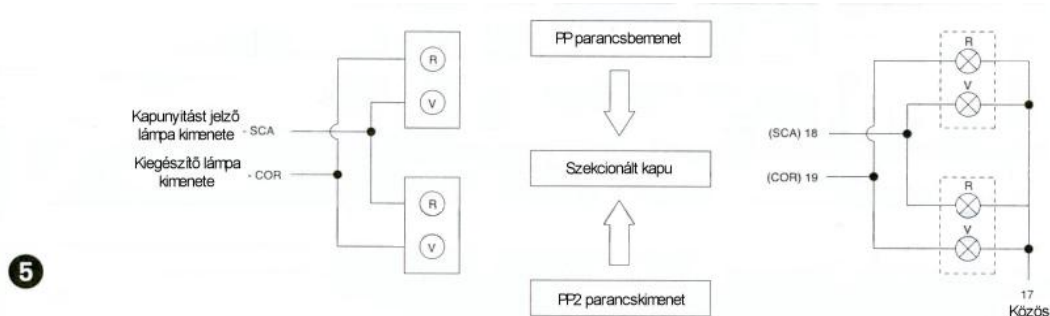 Kapunyitást jelző
lámpa kimenete - SCA
Kiegészítő lámpa
kimenete - COR
R
V
R
V
PP parancsbemenet
Szekcionált kapu
PP2 parancskimenet
(SCA) 18
(COR) 19
R
V
R
V
17
Közös
5